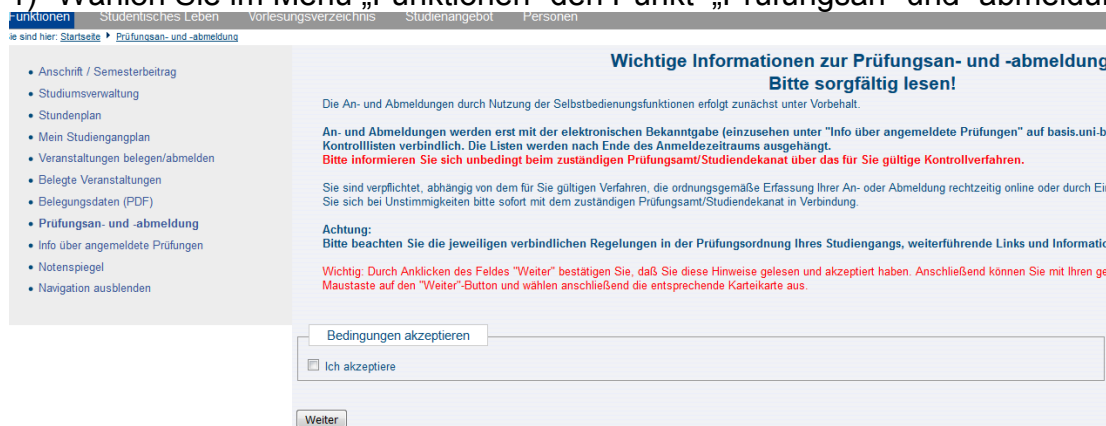 1) Wählen Sie im Menü „Funktionen“ den Punkt „Prüfungsan- und -abmeldun
Funktionen Studentisches Leben Vorlesungsverzeichnis Studienangebot Personen
ie sind hier: Startseite Prüfungsan- und -abmeldung
Anschrift / Semesterbeitrag
Studiumsverwaltung
Stundenplan
Mein Studiengangplan
Veranstaltungen belegen/abmelden
Belegte Veranstaltungen
Belegungsdaten (PDF)
Prüfungsan- und -abmeldung
Info über angemeldete Prüfungen
Notenspiegel
Navigation ausblenden
Wichtige Informationen zur Prüfungsan- und -abmeldung
Bitte sorgfältig lesen!
Die An- und Abmeldungen durch Nutzung der Selbstbedienungsfunktionen erfolgt zunächst unter Vorbehalt.
An- und Abmeldungen werden erst mit der elektronischen Bekanntgabe (einzusehen unter "Info über angemeldete Prüfungen" auf basis.uni-b
Kontrolllisten verbindlich. Die Listen werden nach Ende des Anmeldezeitraums ausgehängt.
Bitte informieren Sie sich unbedingt beim zuständigen Prüfungsamt/Studiendekanat über das für Sie gültige Kontrollverfahren.
Sie sind verpflichtet, abhängig von dem für Sie gültigen Verfahren, die ordnungsgemäße Erfassung Ihrer An- oder Abmeldung rechtzeitig online oder durch Ei
Sie sich bei Unstimmigkeiten bitte sofort mit dem zuständigen Prüfungsamt/Studiendekanat in Verbindung.
Achtung:
Bitte beachten Sie die jeweiligen verbindlichen Regelungen in der Prüfungsordnung Ihres Studiengangs, weiterführende Links und Informatio
Wichtig: Durch Anklicken des Feldes "Weiter" bestätigen Sie, daß Sie diese Hinweise gelesen und akzeptiert haben. Anschließend können Sie mit Ihren ge
Maustaste auf den "Weiter"-Button und wählen anschließend die entsprechende Karteikarte aus.
Bedingungen akzeptieren
Ich akzeptiere
Weiter